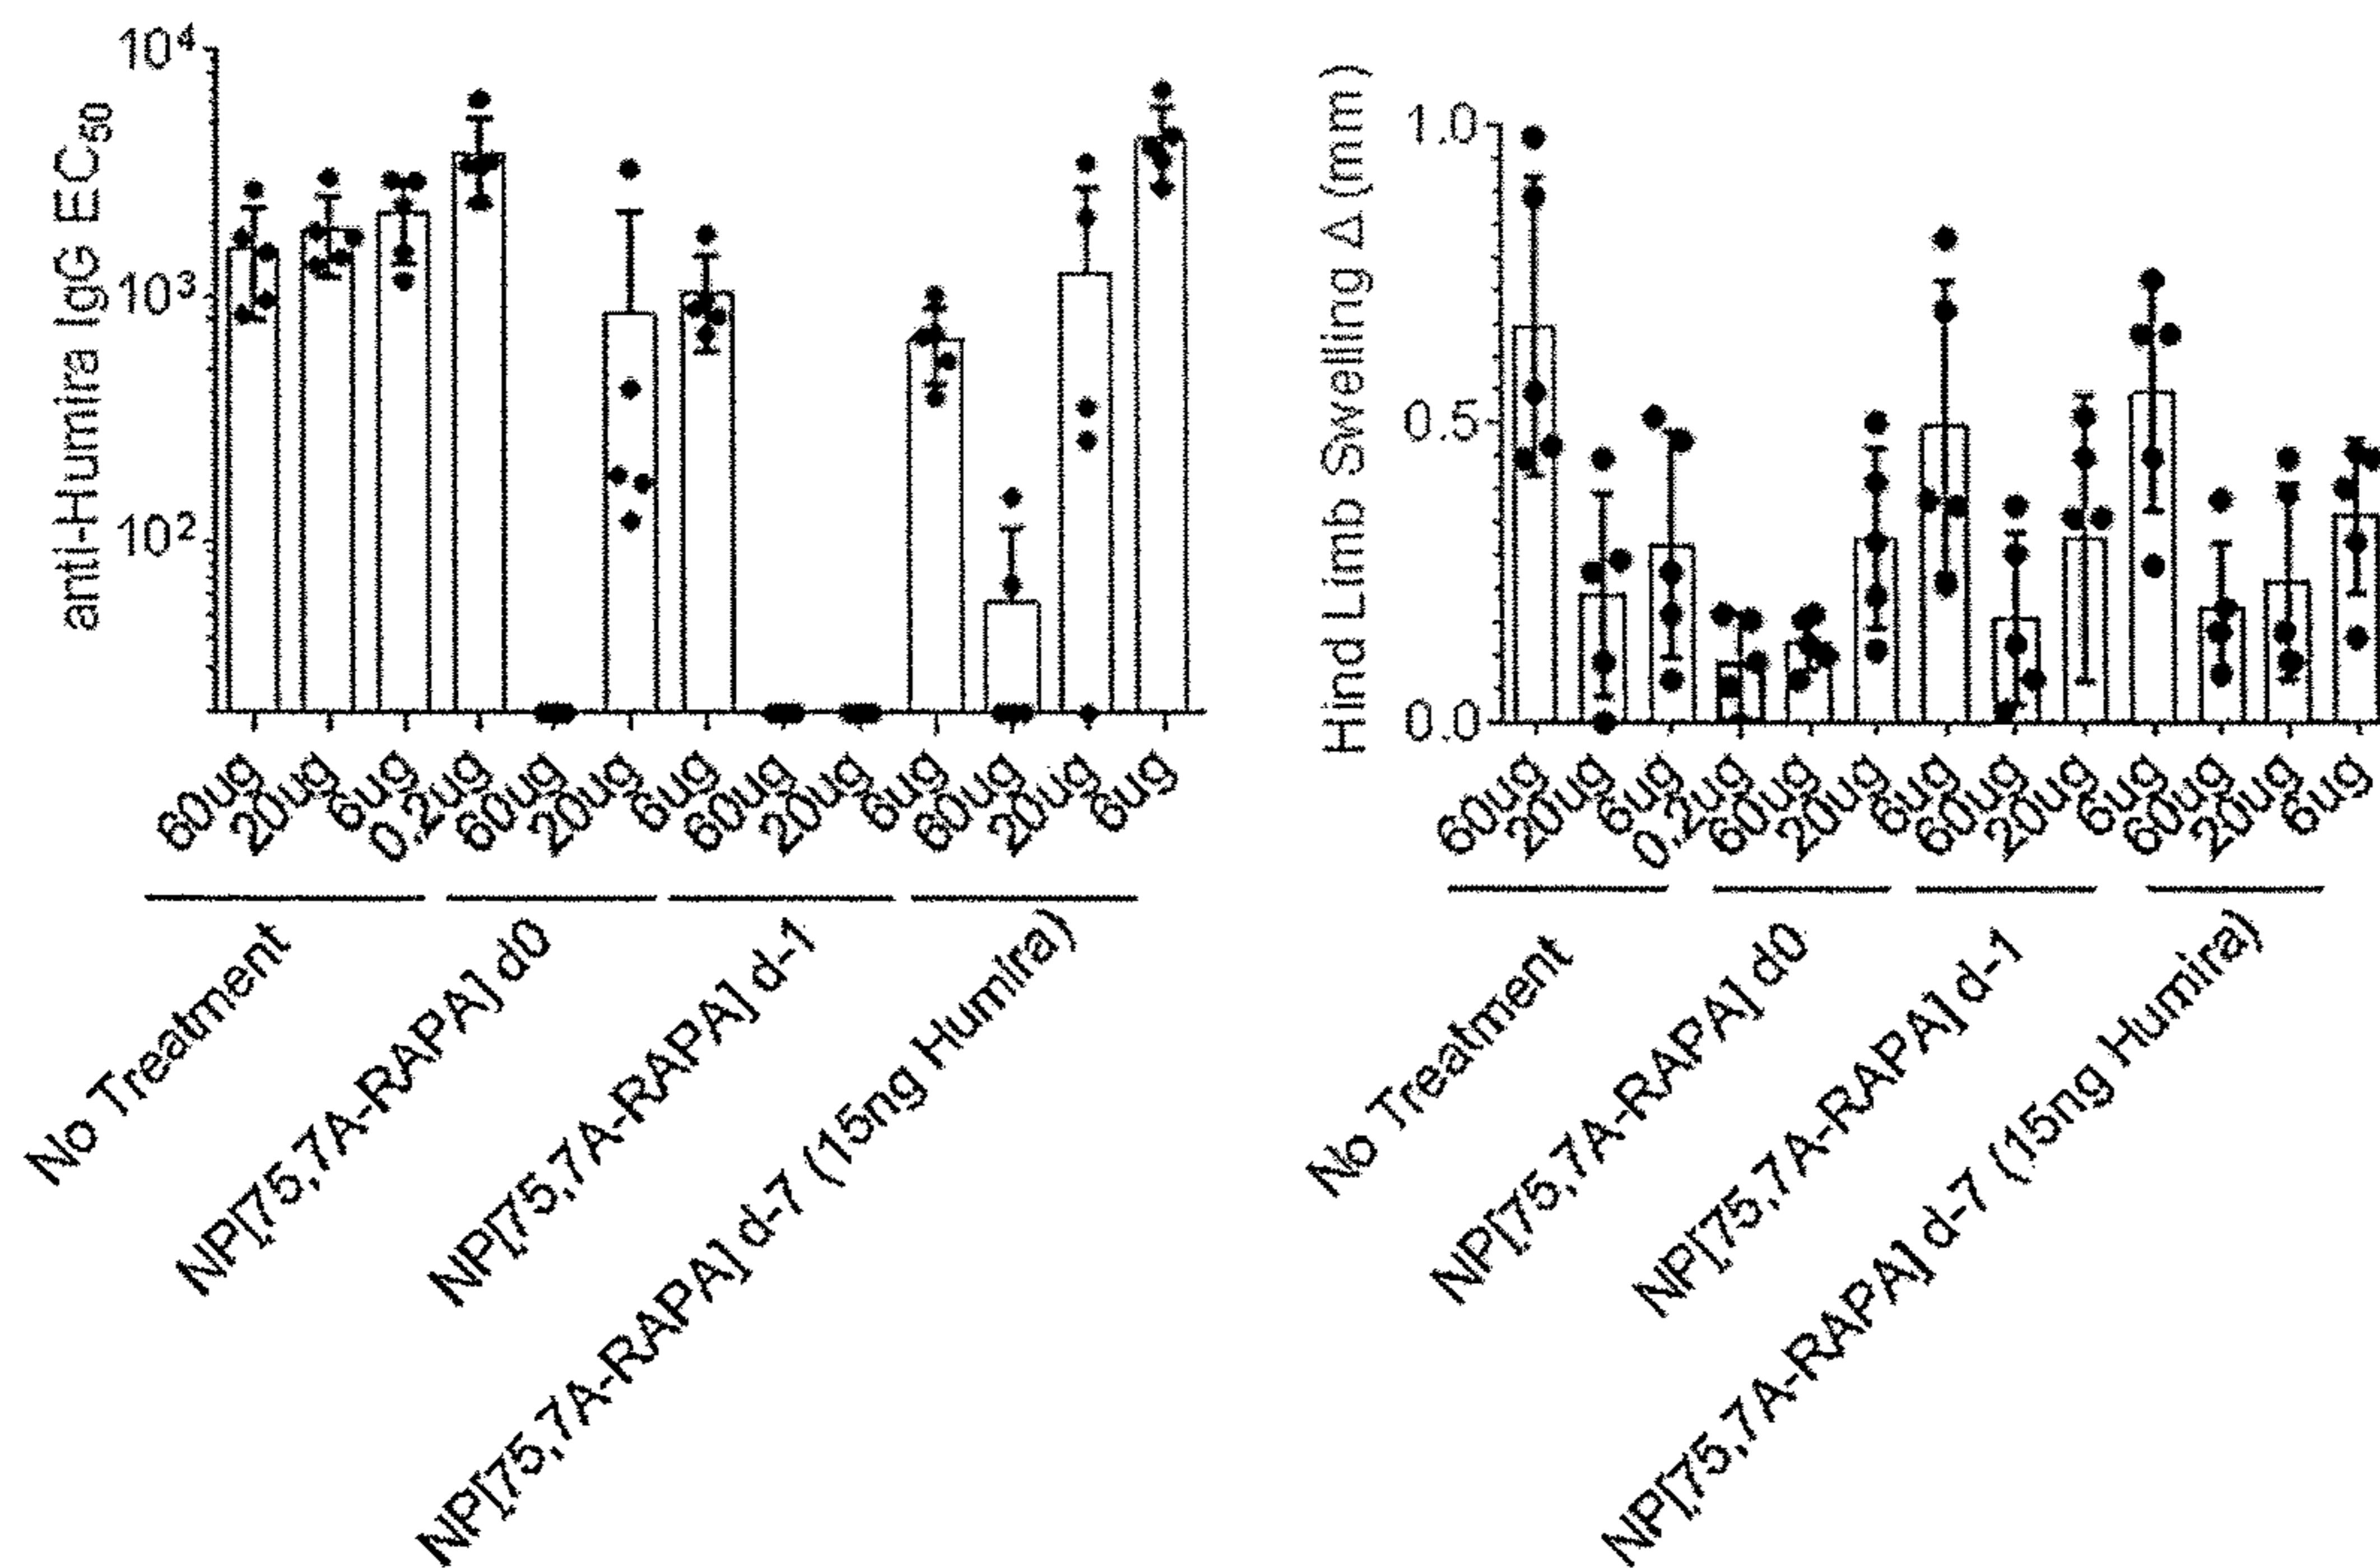 anti-Humira IgG EC50
10⁴
10³
10²
60ug
20ug
6ug
0.2ug
60ug
20ug
6ug
60ug
20ug
6ug
60ug
20ug
6ug
No Treatment
NP[75,7A-RAPA] d0
NP[75,7A-RAPA] d-1
NP[75,7A-RAPA] d-7 (15ng Humira)
Hind Limb Swelling Δ (mm)
1.0
0.5
0.0
60ug
20ug
6ug
0.2ug
60ug
20ug
6ug
60ug
20ug
6ug
60ug
20ug
6ug
No Treatment
NP[75,7A-RAPA] d0
NP[75,7A-RAPA] d-1
NP[75,7A-RAPA] d-7 (15ng Humira)